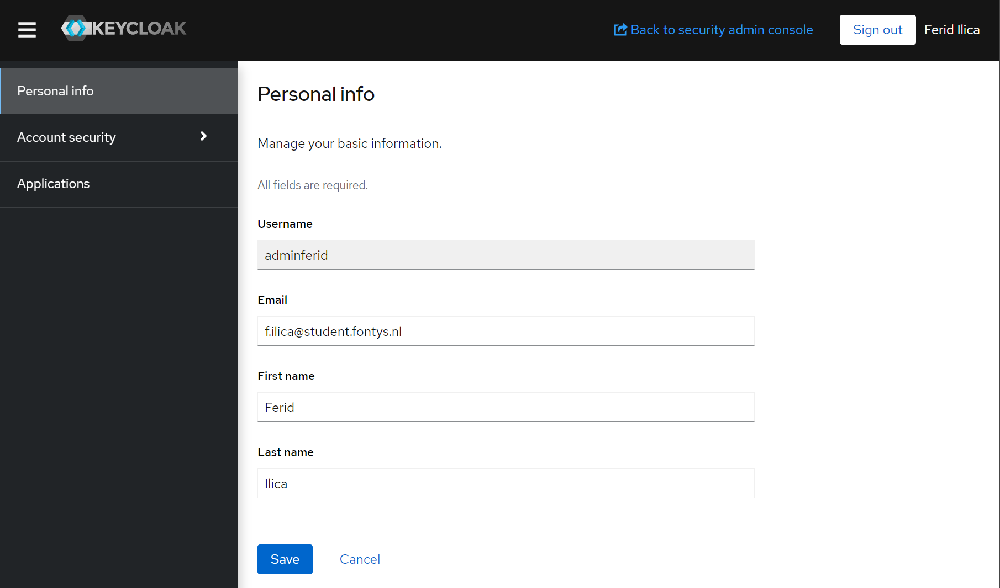 KEYCLOAK
Back to security admin console
Sign out
Ferid Ilica
Personal info
Account security
Applications
Personal info
Manage your basic information.
All fields are required.
Username
adminferid
Email
f.ilica@student.fontys.nl
First name
Ferid
Last name
Ilica
Save
Cancel